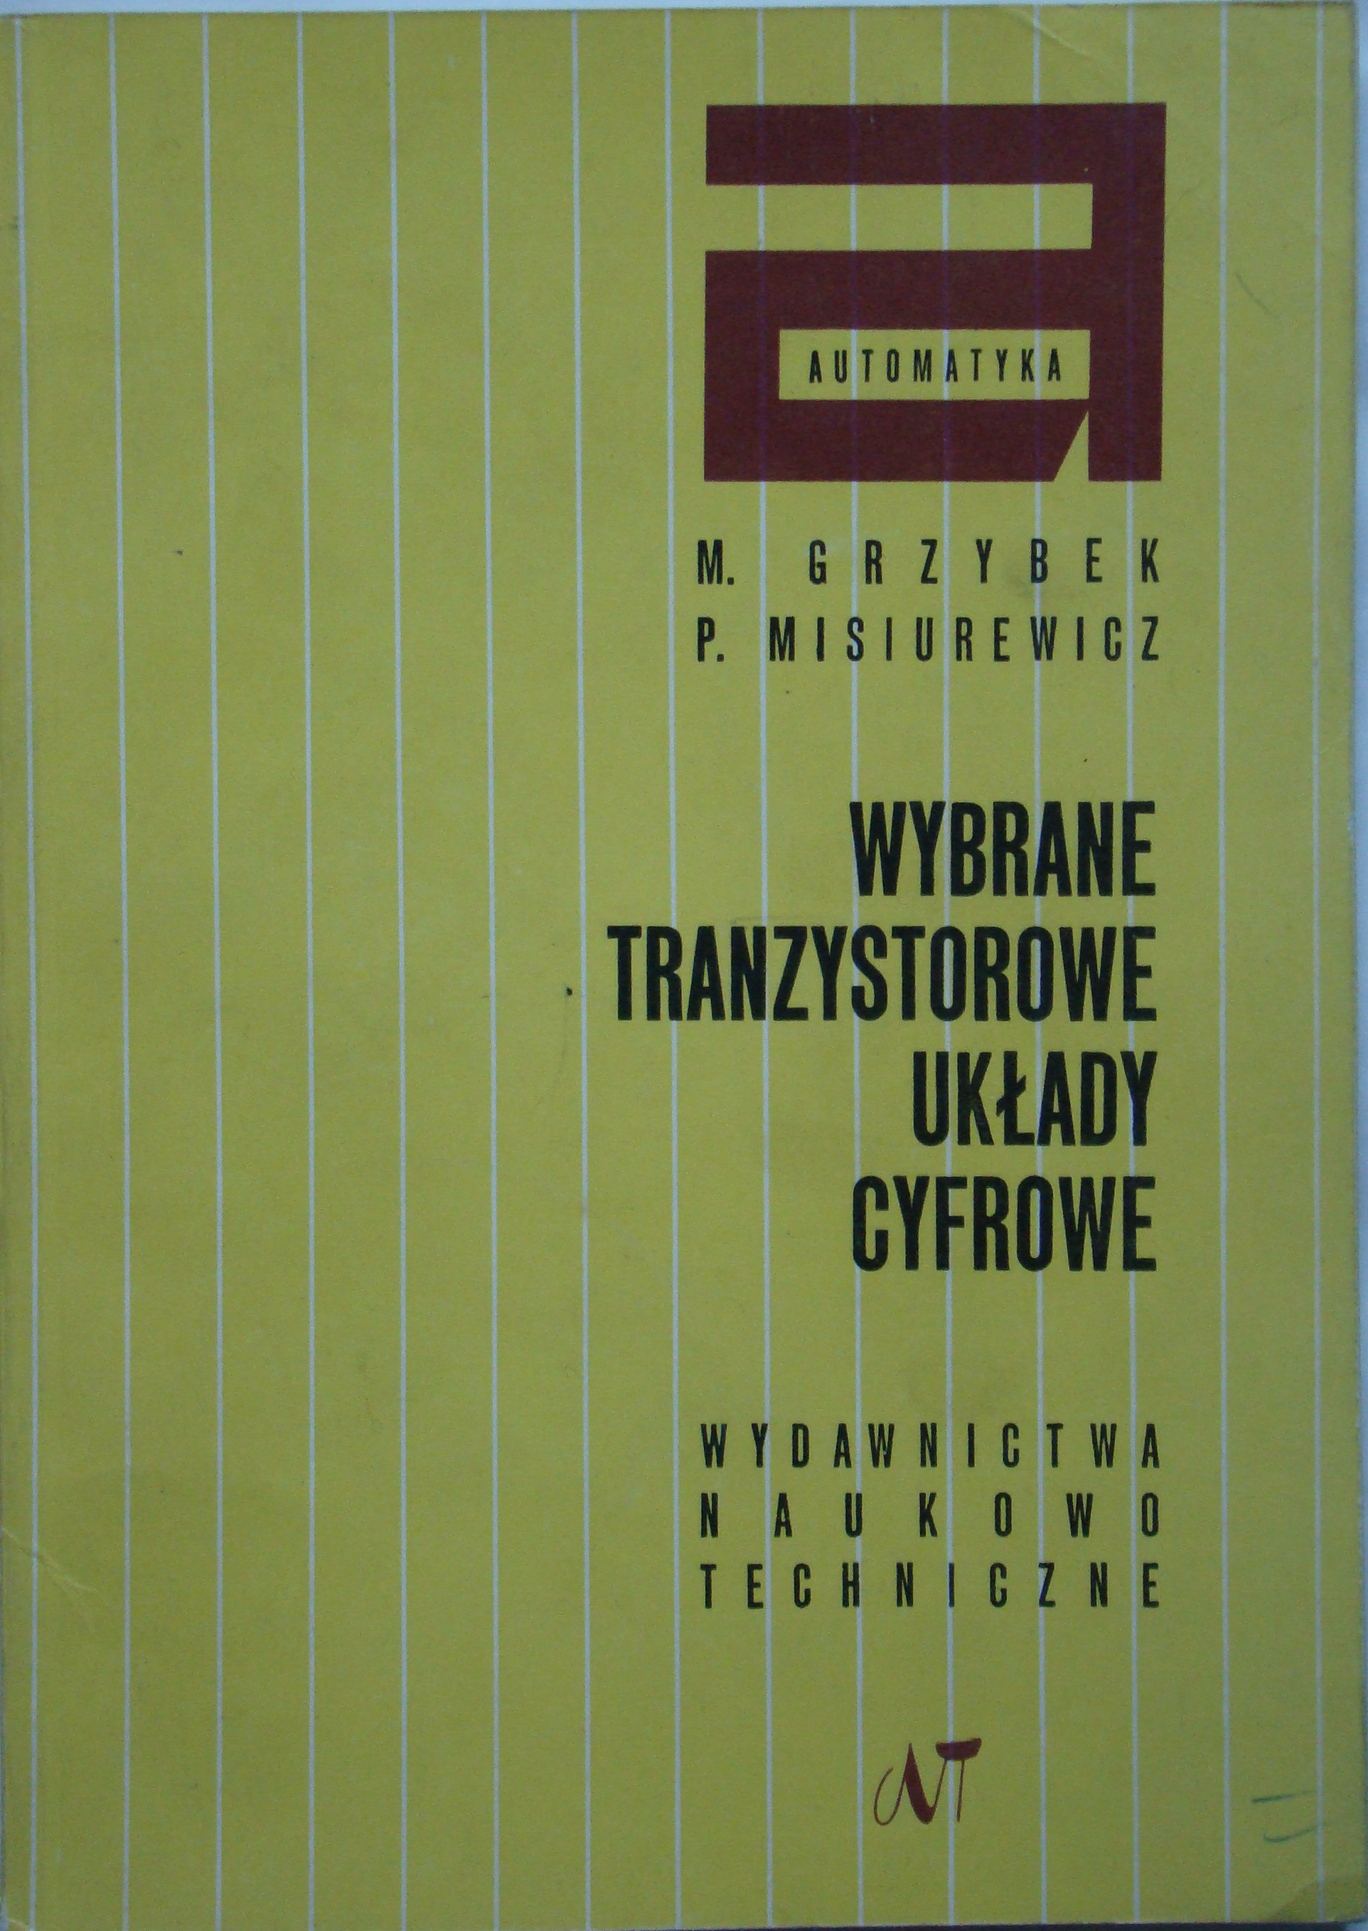 AUTOMATYKA
M. GRZYBEK
P. MISIUREWICZ
WYBRANE
TRANZYSTOROWE
UKŁADY
CYFROWE
WYDAWNICTWA
NAUKOWO
TECHNICZNE
NT